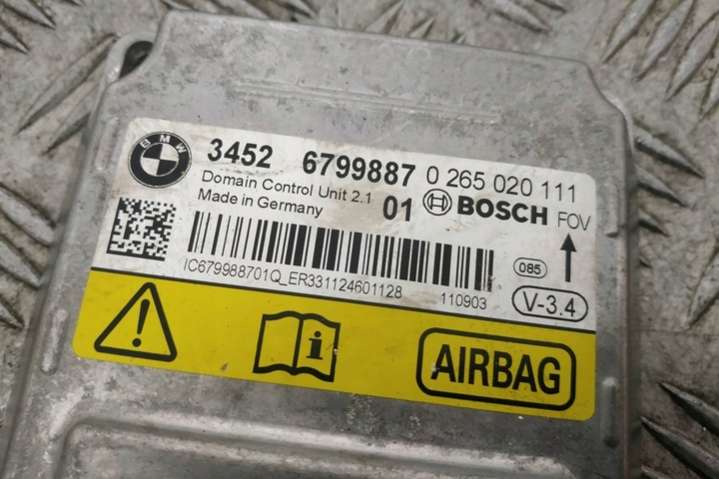 BMW
3452 6799887 0 265 020 111
Domain Control Unit 2.1
Made in Germany
01 BOSCH FOV
IC679988701Q_ER331124601128 110903
085
V-3.4
i
AIRBAG